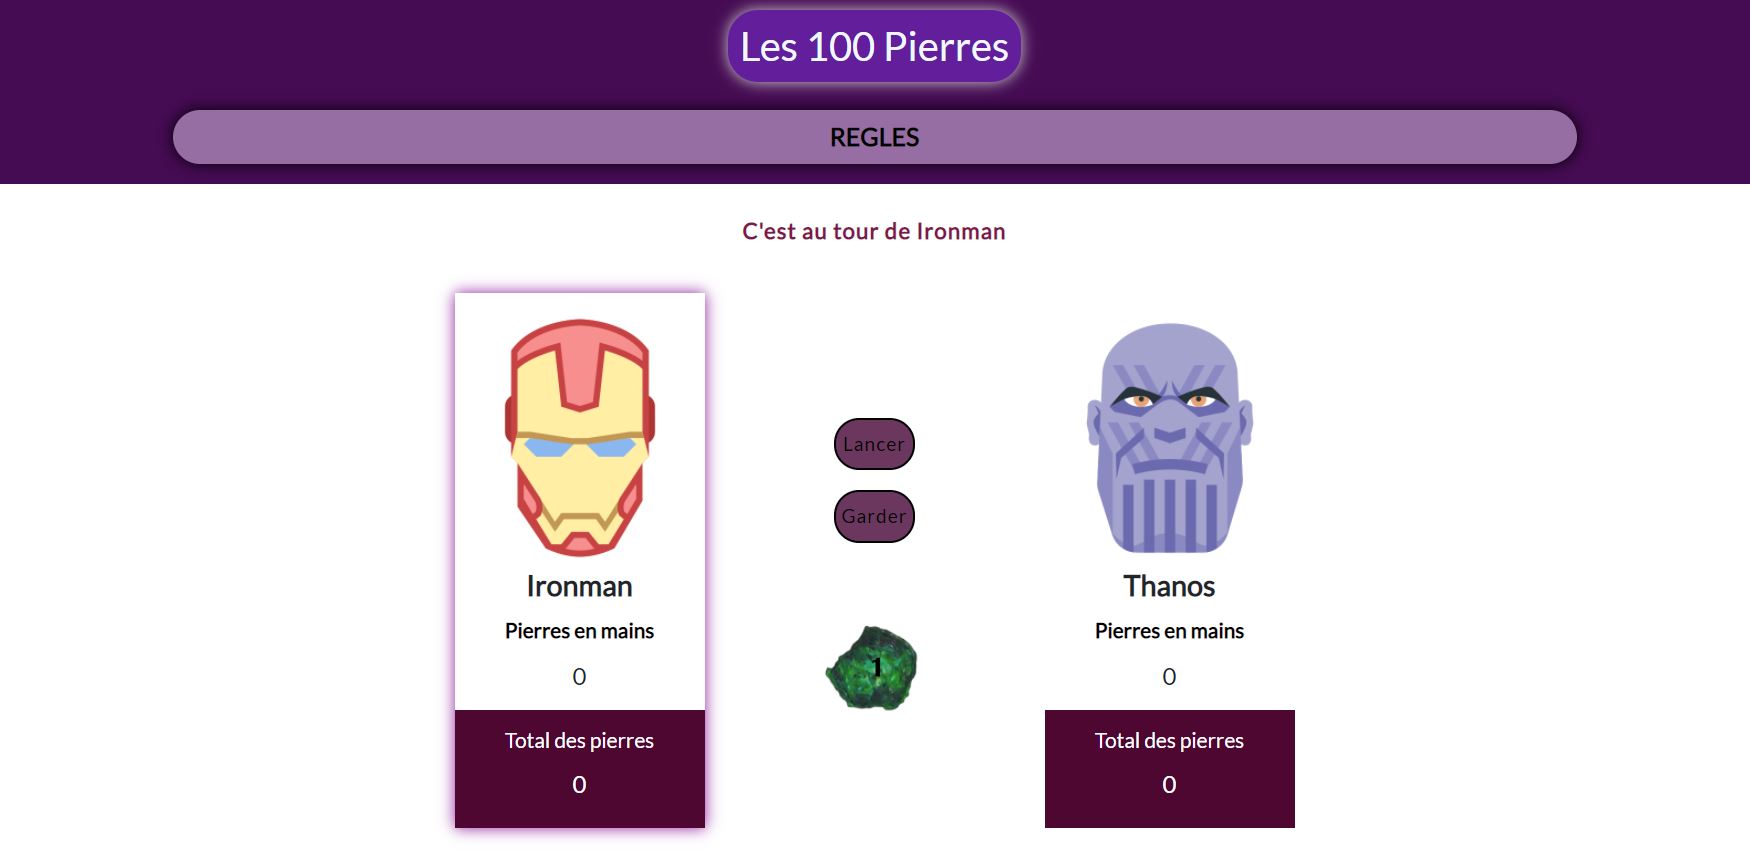 Les 100 Pierres
REGLES
C'est au tour de Ironman
Lancer
Garder
1
Ironman
Pierres en mains
0
Total des pierres
0
Thanos
Pierres en mains
0
Total des pierres
0